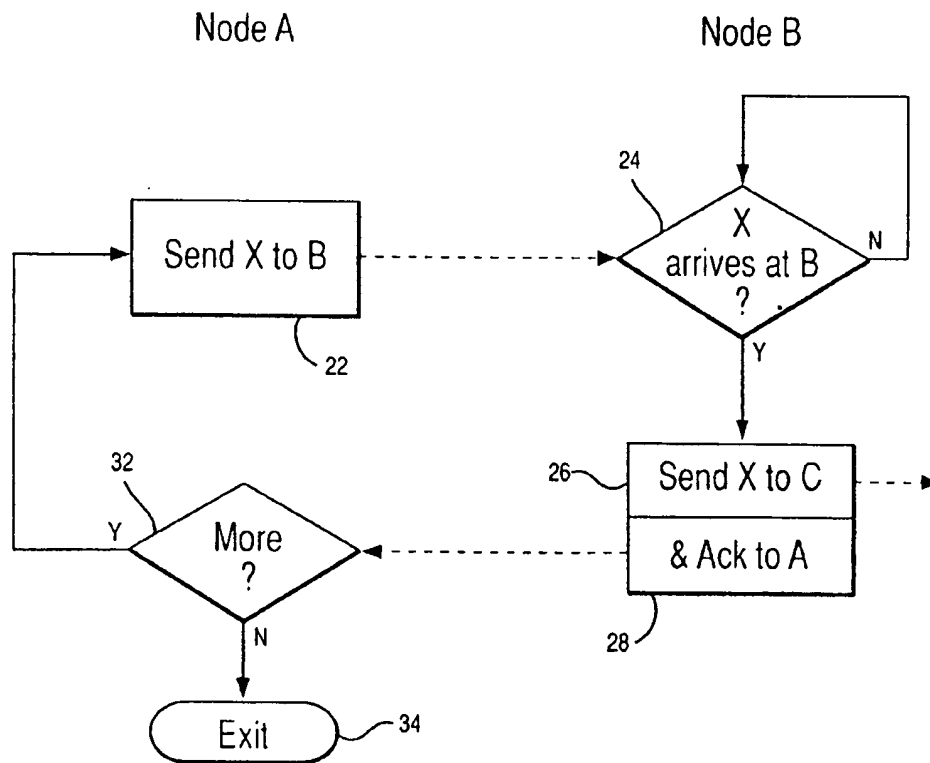 Node A
Node B
24
X
arrives at B
?
N
Send X to B
22
Y
26
Send X to C
& Ack to A
28
32
Y
More
?
N
Exit
34